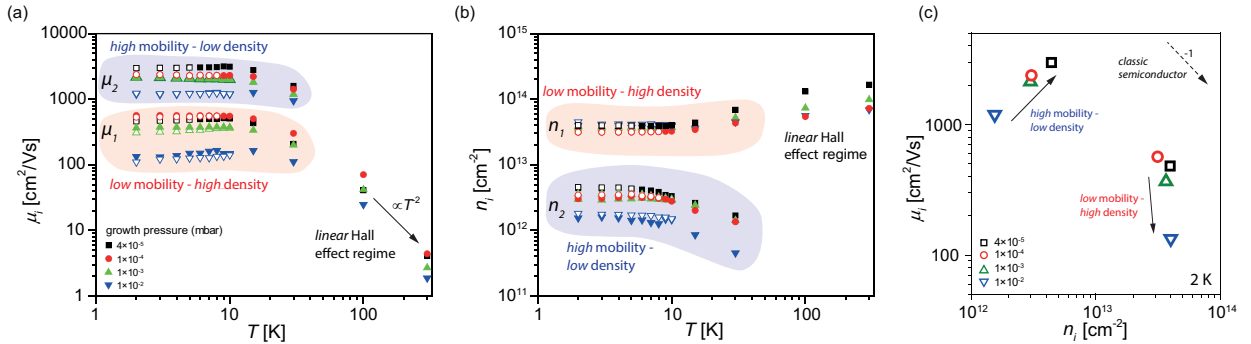 (a)
10000
1000
100
10
1
μi [cm²/Vs]
high mobility - low density
μ2
μ1
low mobility - high density
∝T²
growth pressure (mbar)
4×10⁻⁵
1×10⁻⁴
1×10⁻³
1×10⁻²
linear Hall
effect regime
1
10
100
T [K]
(b)
10¹⁵
10¹⁴
10¹³
10¹²
10¹¹
ni [cm⁻²]
low mobility - high density
n1
linear Hall
effect regime
n2
high mobility -
low density
1
10
100
T [K]
(c)
1000
100
μi [cm²/Vs]
-1
classic
semiconductor
high mobility -
low density
low mobility -
high density
4×10⁻⁵
1×10⁻⁴
1×10⁻³
1×10⁻²
2 K
10¹²
10¹³
10¹⁴
ni [cm⁻²]